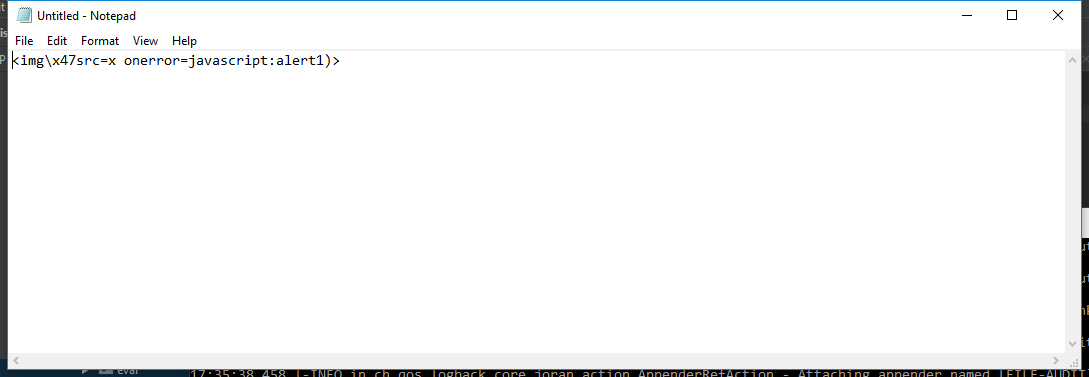 Untitled - Notepad
File Edit Format View Help
<img\x47src=x onerror=javascript:alert1)>
eval
17:35:38,458 |-INFO in ch.qos.logback.core.joran.action.AppenderRefAction - Attaching appender named [FILE-AUDIT